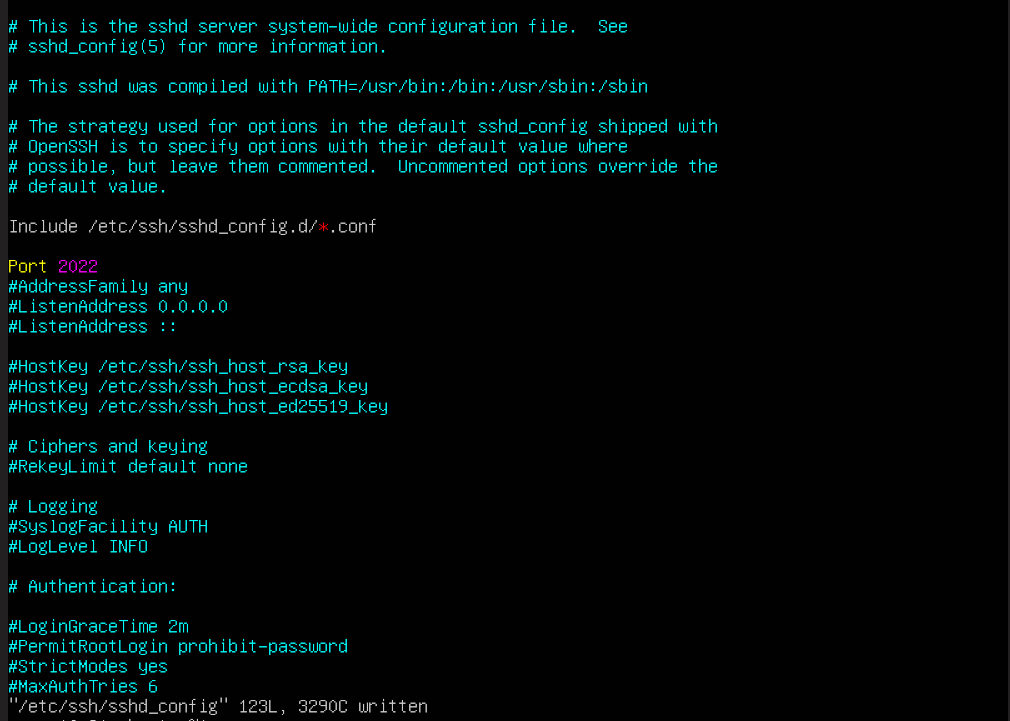 # This is the sshd server system-wide configuration file.  See
# sshd_config(5) for more information.
# This sshd was compiled with PATH=/usr/bin:/bin:/usr/sbin:/sbin
# The strategy used for options in the default sshd_config shipped with
# OpenSSH is to specify options with their default value where
# possible, but leave them commented.  Uncommented options override the
# default value.
Include /etc/ssh/sshd_config.d/*.conf
Port 2022
#AddressFamily any
#ListenAddress 0.0.0.0
#ListenAddress ::
#HostKey /etc/ssh/ssh_host_rsa_key
#HostKey /etc/ssh/ssh_host_ecdsa_key
#HostKey /etc/ssh/ssh_host_ed25519_key
# Ciphers and keying
#RekeyLimit default none
# Logging
#SyslogFacility AUTH
#LogLevel INFO
# Authentication:
#LoginGraceTime 2m
#PermitRootLogin prohibit-password
#StrictModes yes
#MaxAuthTries 6
"/etc/ssh/sshd_config" 123L, 3290C written